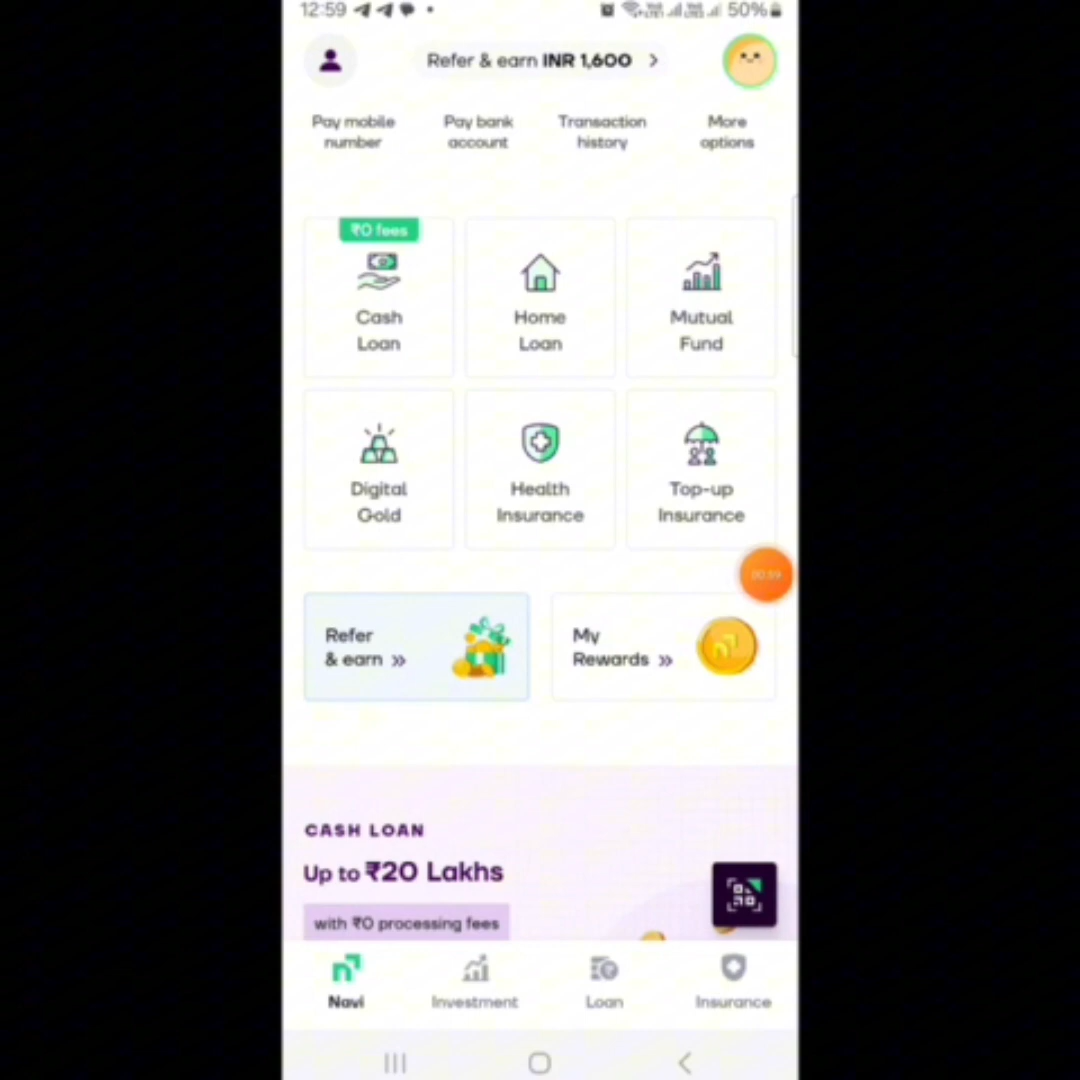 12:59
50%
Refer & earn INR 1,600
Pay mobile
number
Pay bank
account
Transaction
history
More
options
₹0 fees
Cash
Loan
Home
Loan
Mutual
Fund
Digital
Gold
Health
Insurance
Top-up
Insurance
00:59
Refer
& earn »
My
Rewards »
CASH LOAN
Up to ₹20 Lakhs
with ₹0 processing fees
Navi
Investment
Loan
Insurance